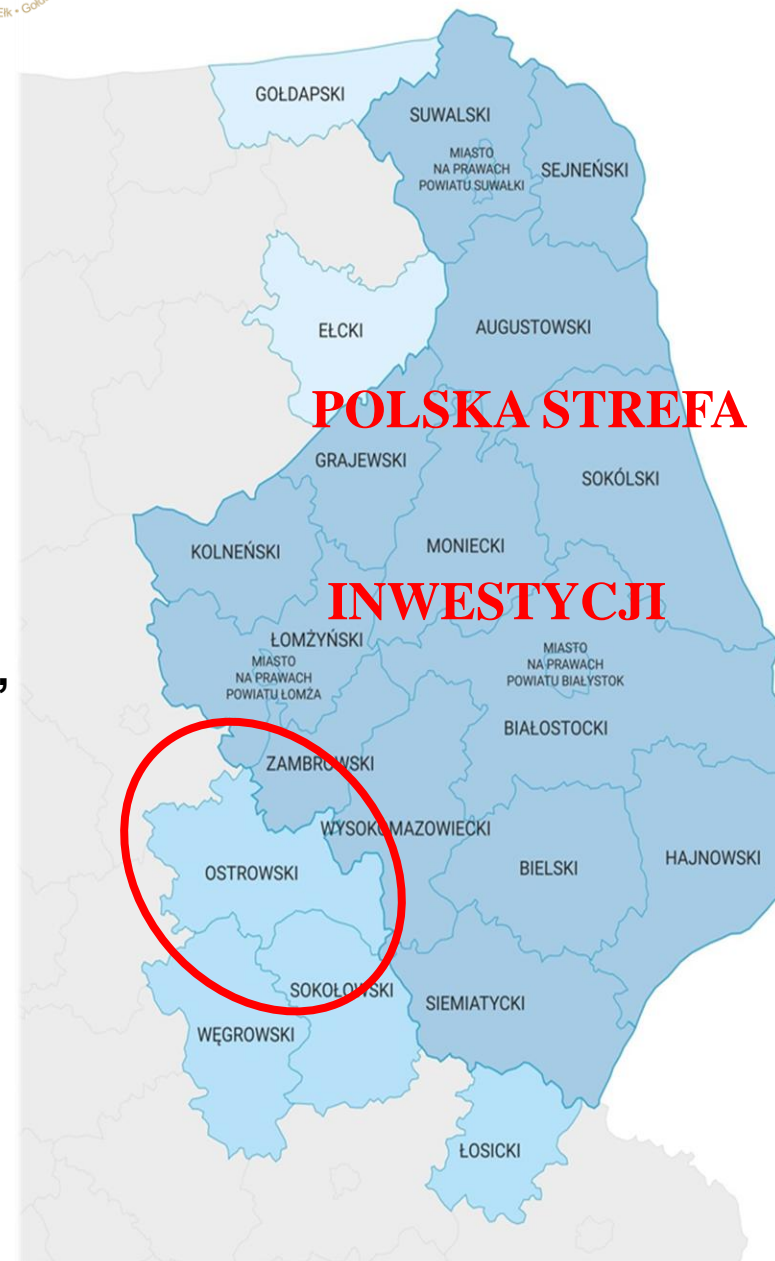 Ełk • Gołda
GOŁDAPSKI
SUWALSKI
MIASTO
NA PRAWACH
POWIATU SUWAŁKI
SEJNEŃSKI
EŁCKI
AUGUSTOWSKI
POLSKA STREFA
GRAJEWSKI
SOKÓLSKI
KOLNEŃSKI
MONIECKI
INWESTYCJI
ŁOMŻYŃSKI
MIASTO
NA PRAWACH
POWIATU ŁOMŻA
MIASTO
NA PRAWACH
POWIATU BIAŁYSTOK
,
BIAŁOSTOCKI
ZAMBROWSKI
WYSOKOMAZOWIECKI
OSTROWSKI
BIELSKI
HAJNOWSKI
SOKOŁOWSKI
SIEMIATYCKI
WĘGROWSKI
ŁOSICKI